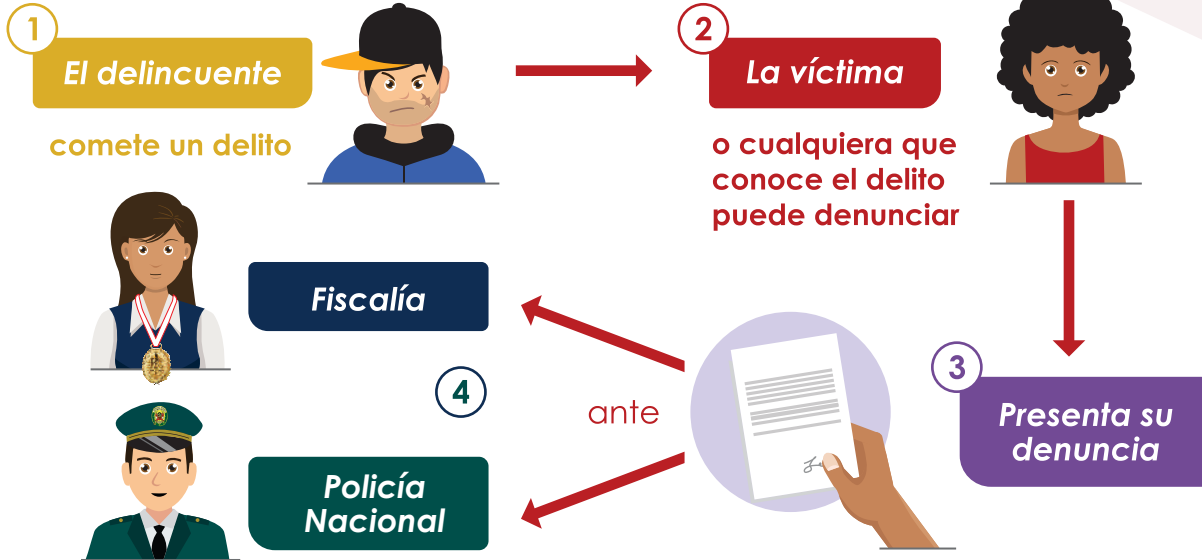 1
El delincuente
comete un delito
2
La víctima
o cualquiera que
conoce el delito
puede denunciar
3
Presenta su
denuncia
ante
4
Fiscalía
Policía
Nacional